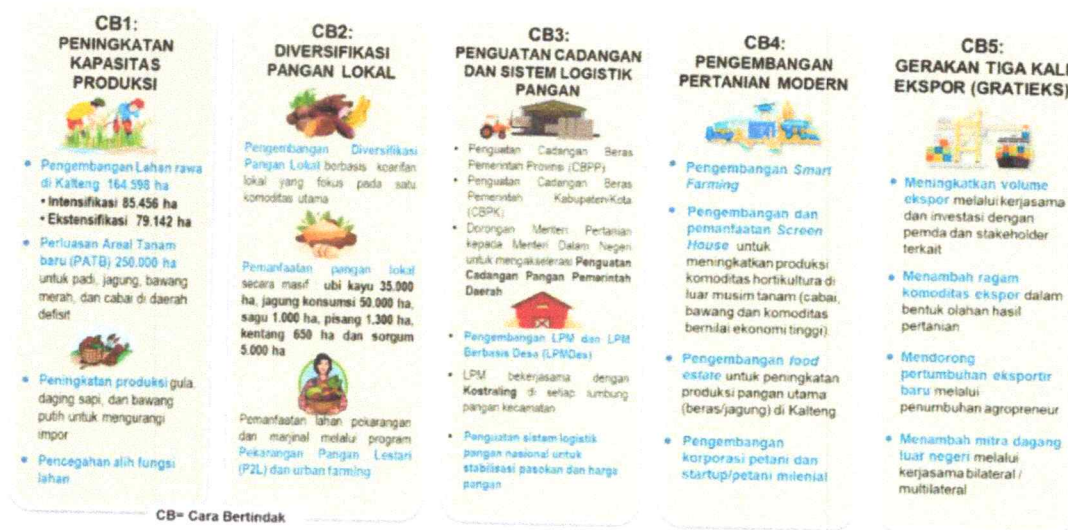 CB1:
PENINGKATAN
KAPASITAS
PRODUKSI
• Pengembangan Lahan rawa
di Kalteng 164.598 ha
• Intensifikasi 85.456 ha
• Ekstensifikasi 79.142 ha
• Perluasan Areal Tanam
baru (PATB) 250.000 ha
untuk padi, jagung, bawang
merah, dan cabai di daerah
defisit
• Peningkatan produksi gula,
daging sapi, dan bawang
putih untuk mengurangi
impor
• Pencegahan alih fungsi
lahan
CB2:
DIVERSIFIKASI
PANGAN LOKAL
Pengembangan Diversifikasi
Pangan Lokal berbasis kearifan
lokal yang fokus pada satu
komoditas utama
Pemanfaatan pangan lokal
secara masif ubi kayu 35.000
ha, jagung konsumsi 50.000 ha,
sagu 1.000 ha, pisang 1.300 ha,
kentang 650 ha dan sorgum
5.000 ha
Pemanfaatan lahan pekarangan
dan marjinal melalui program
Pekarangan Pangan Lestari
(P2L) dan urban farming
CB3:
PENGUATAN CADANGAN
DAN SISTEM LOGISTIK
PANGAN
• Penguatan Cadangan Beras
Pemerintah Provinsi (CBPP)
• Penguatan Cadangan Beras
Pemerintah Kabupaten-Kota
(CBPK)
• Dorongan Menteri Pertanian
kepada Menteri Dalam Negeri
untuk mengakselerasi Penguatan
Cadangan Pangan Pemerintah
Daerah
• Pengembangan LPM dan LPM
Berbasis Desa (LPMDes)
• LPM bekerjasama dengan
Kostraling di setiap lumbung
pangan kecamatan
• Penguatan sistem logistik
pangan nasional untuk
stabilisasi pasokan dan harga
pangan
CB4:
PENGEMBANGAN
PERTANIAN MODERN
• Pengembangan Smart
Farming
• Pengembangan dan
pemanfaatan Screen
House untuk
meningkatkan produksi
komoditas hortikultura di
luar musim tanam (cabai,
bawang dan komoditas
bernilai ekonomi tinggi)
• Pengembangan food
estate untuk peningkatan
produksi pangan utama
(beras/jagung) di Kalteng
• Pengembangan
korporasi petani dan
startup/petani milenial
CB5:
GERAKAN TIGA KALI
EKSPOR (GRATIEKS)
• Meningkatkan volume
ekspor melalui kerjasama
dan investasi dengan
pemda dan stakeholder
terkait
• Menambah ragam
komoditas ekspor dalam
bentuk olahan hasil
pertanian
• Mendorong
pertumbuhan eksportir
baru melalui
penumbuhan agropreneur
• Menambah mitra dagang
luar negeri melalui
kerjasama bilateral /
multilateral
CB= Cara Bertindak